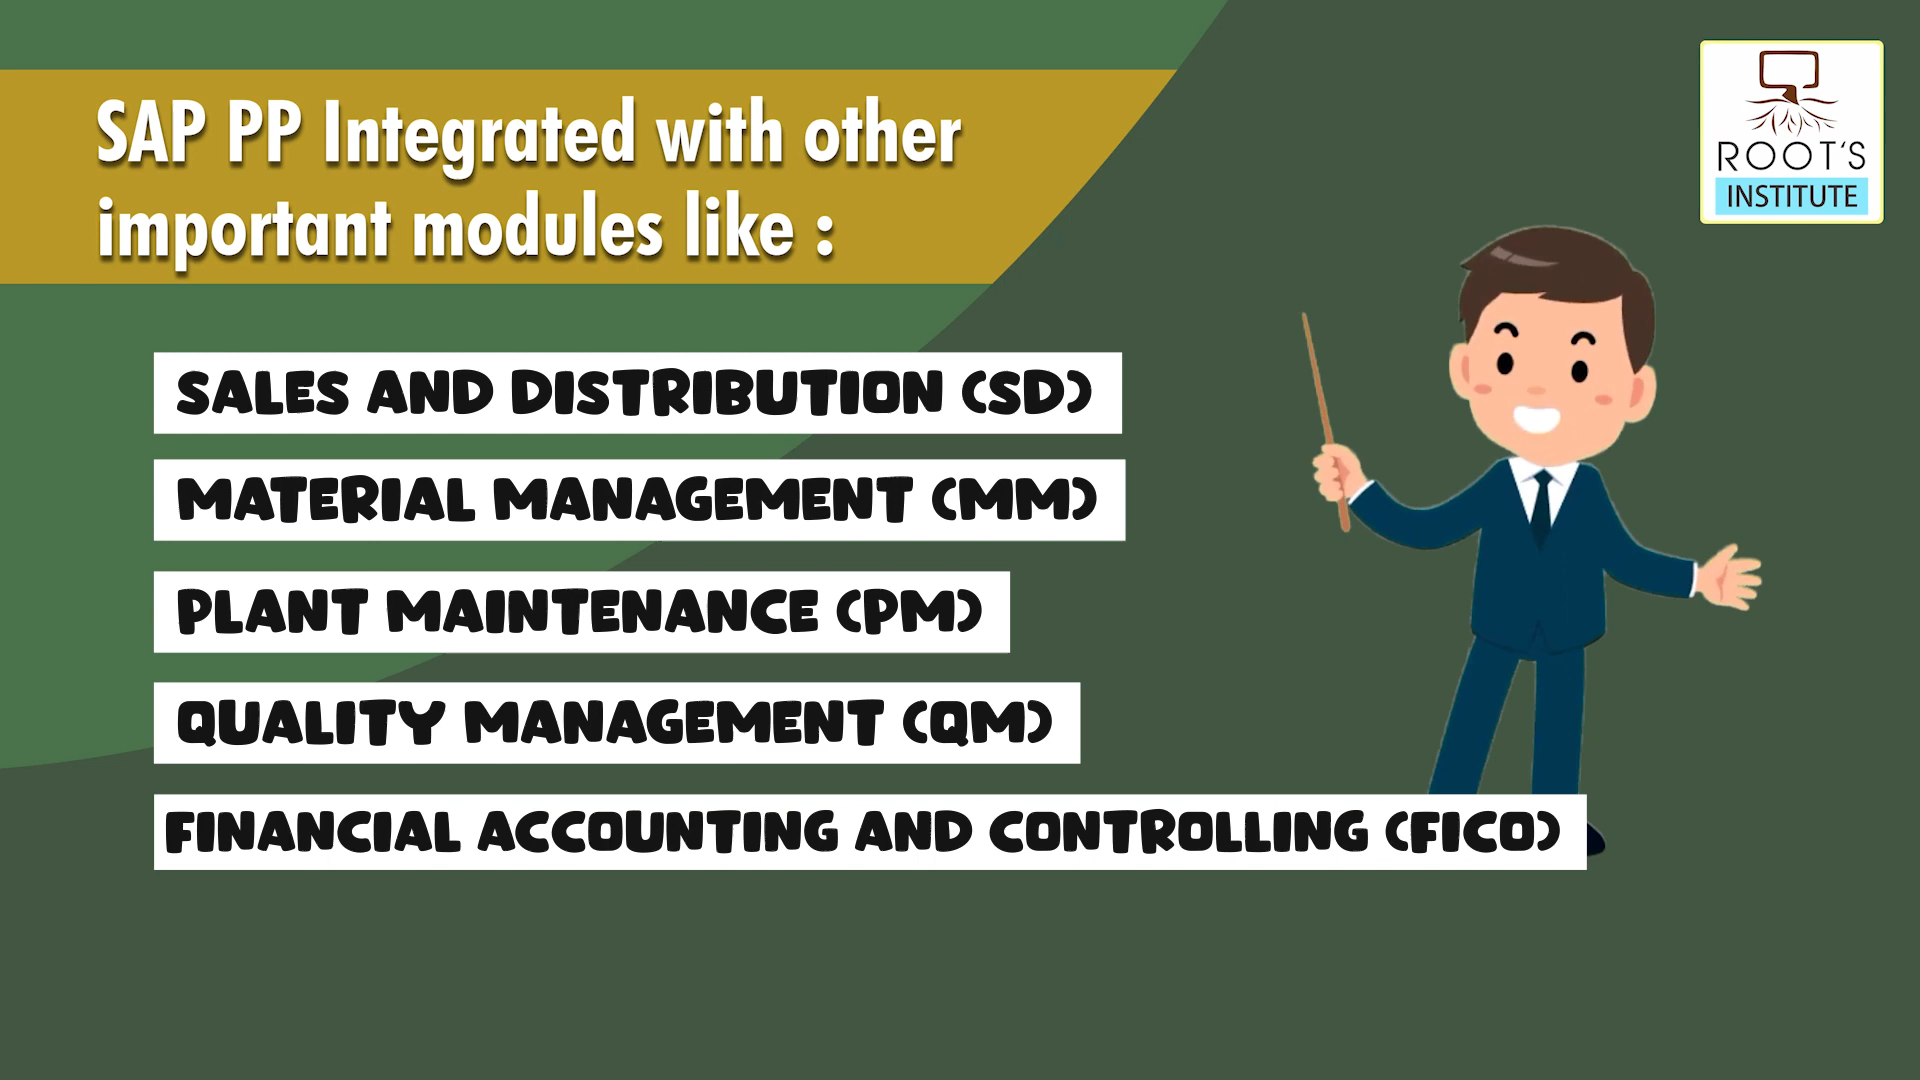 SAP PP Integrated with other
important modules like :
ROOT'S
INSTITUTE
SALES AND DISTRIBUTION (SD)
MATERIAL MANAGEMENT (MM)
PLANT MAINTENANCE (PM)
QUALITY MANAGEMENT (QM)
FINANCIAL ACCOUNTING AND CONTROLLING (FICO)